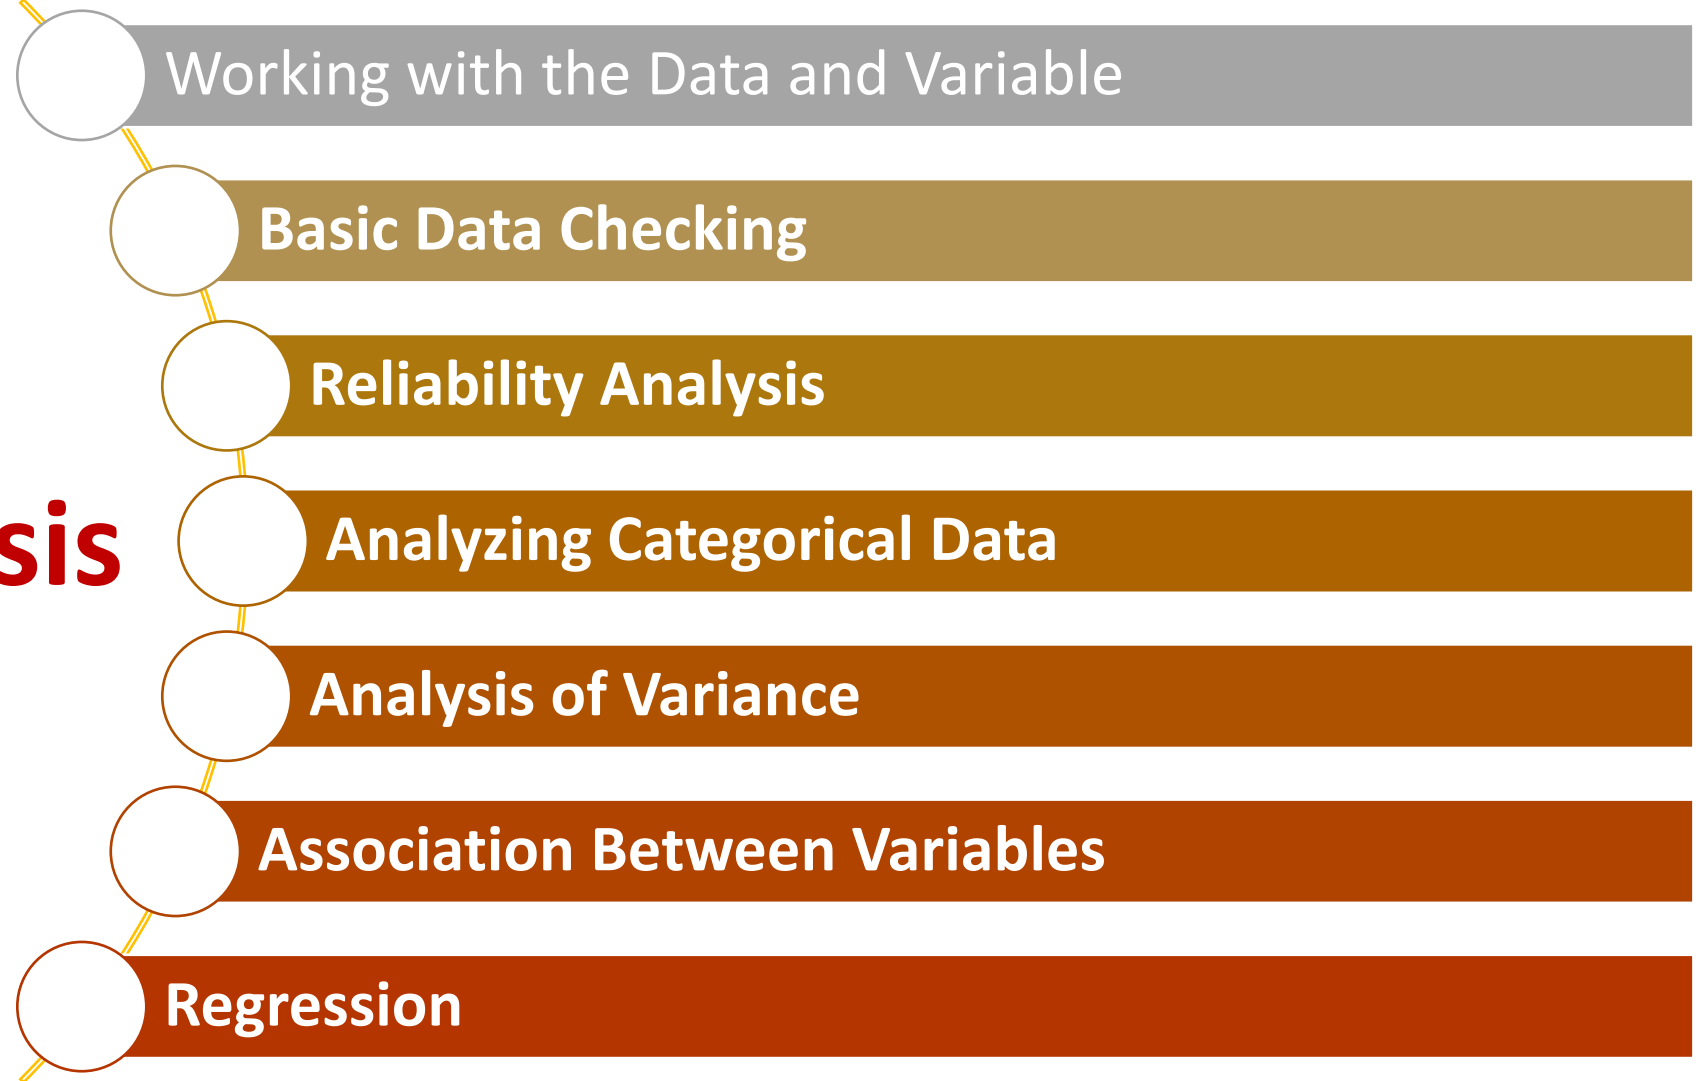 Working with the Data and Variable
Basic Data Checking
Reliability Analysis
sis
Analyzing Categorical Data
Analysis of Variance
Association Between Variables
Regression